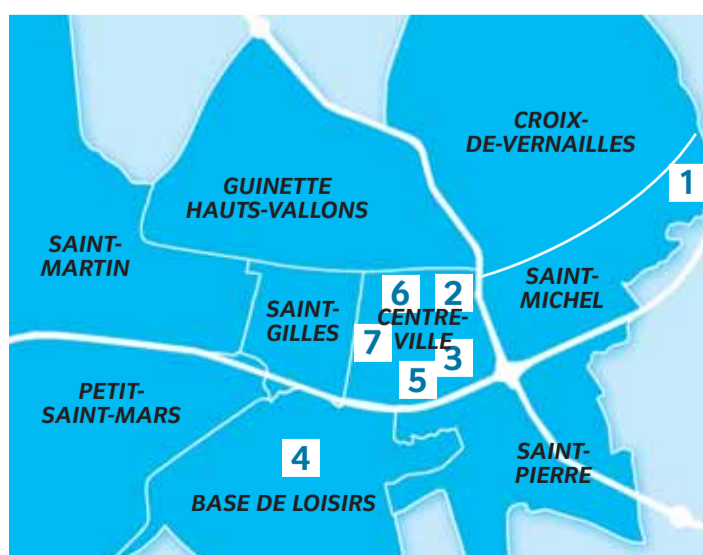 CROIX-
DE-VERNAILLES
1
GUINETTE
HAUTS-VALLONS
SAINT-
MARTIN
SAINT-
MICHEL
6
2
SAINT-
GILLES
CENTRE-
VILLE
7
3
5
PETIT-
SAINT-MARS
4
BASE DE LOISIRS
SAINT-
PIERRE